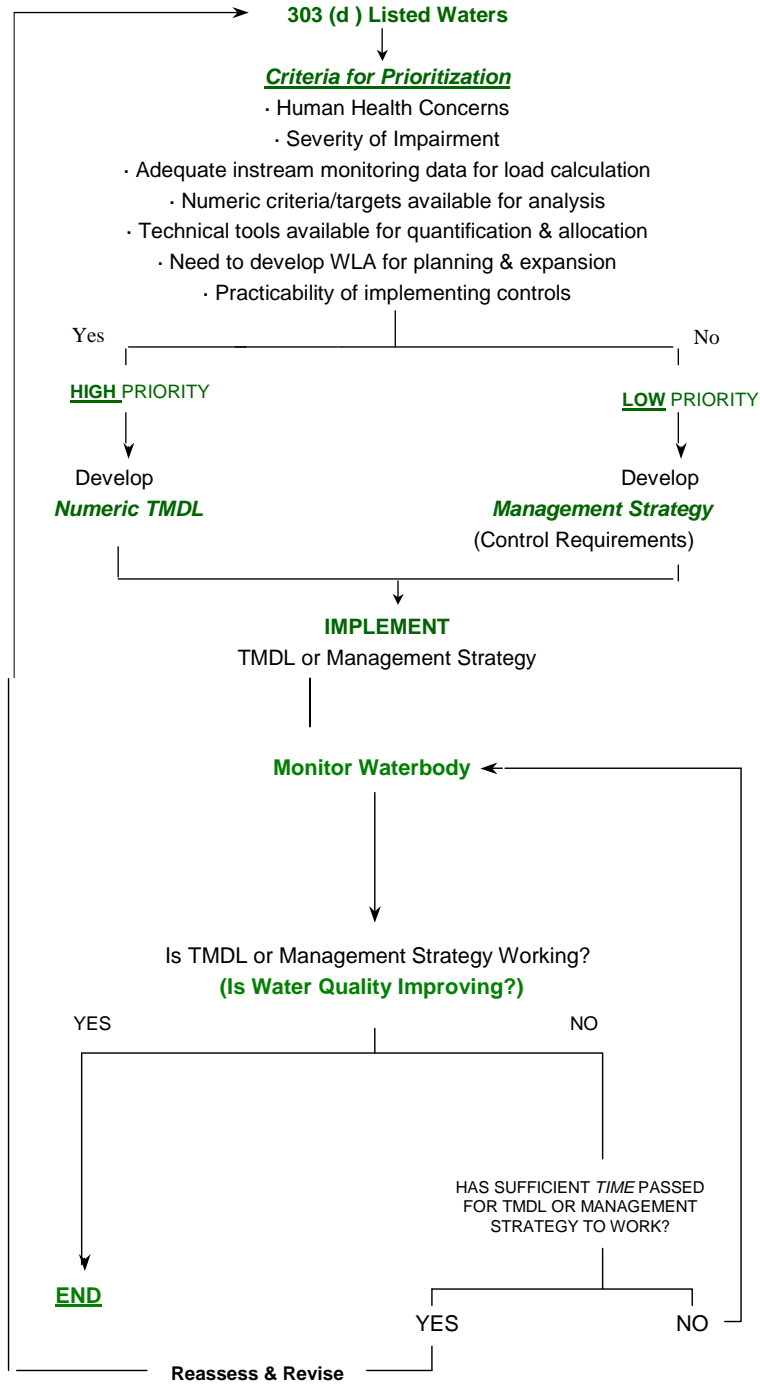 303 (d ) Listed Waters
Criteria for Prioritization
· Human Health Concerns
· Severity of Impairment
· Adequate instream monitoring data for load calculation
· Numeric criteria/targets available for analysis
· Technical tools available for quantification & allocation
· Need to develop WLA for planning & expansion
· Practicability of implementing controls
Yes
No
HIGH PRIORITY
LOW PRIORITY
Develop
Numeric TMDL
Develop
Management Strategy
(Control Requirements)
IMPLEMENT
TMDL or Management Strategy
Monitor Waterbody
Is TMDL or Management Strategy Working?
(Is Water Quality Improving?)
YES
NO
HAS SUFFICIENT TIME PASSED
FOR TMDL OR MANAGEMENT
STRATEGY TO WORK?
END
YES
NO
Reassess & Revise